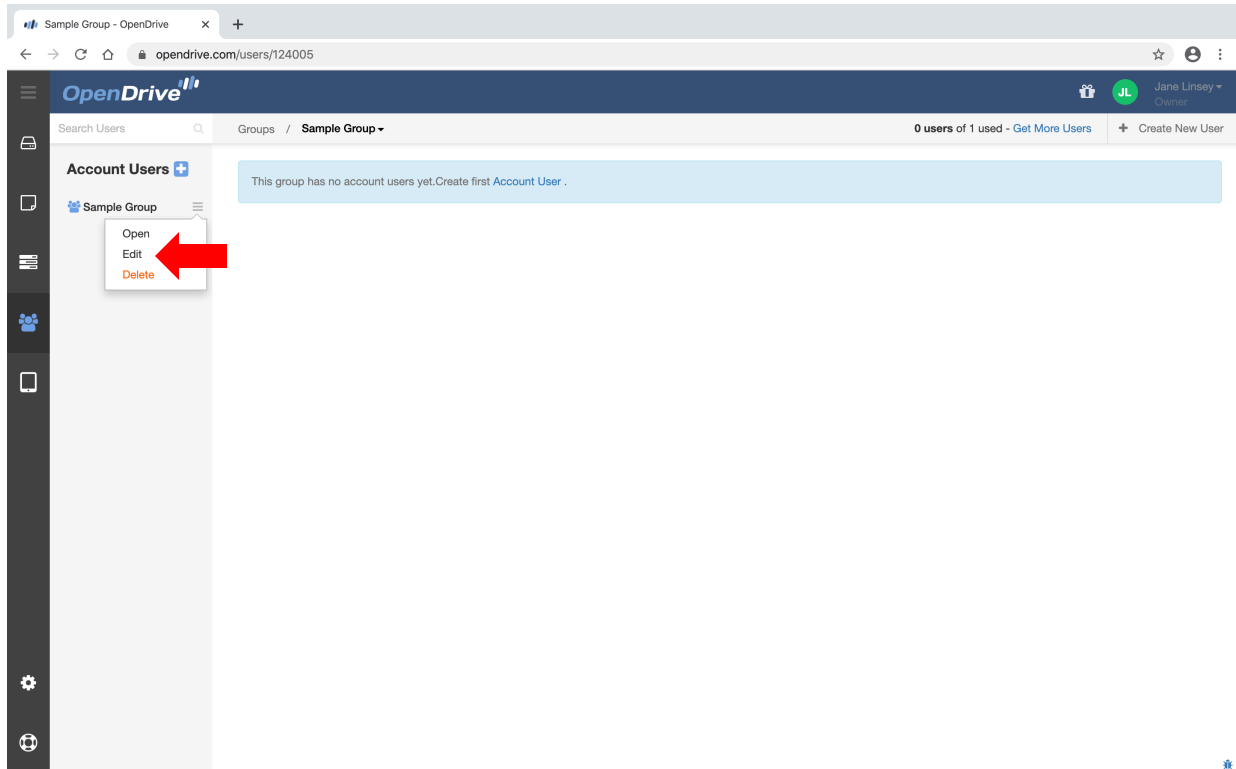 Sample Group - OpenDrive
opendrive.com/users/124005
OpenDrive
JL
Jane Linsey
Owner
Search Users
Groups / Sample Group
0 users of 1 used - Get More Users
Create New User
Account Users
This group has no account users yet.Create first Account User .
Sample Group
Open
Edit
Delete